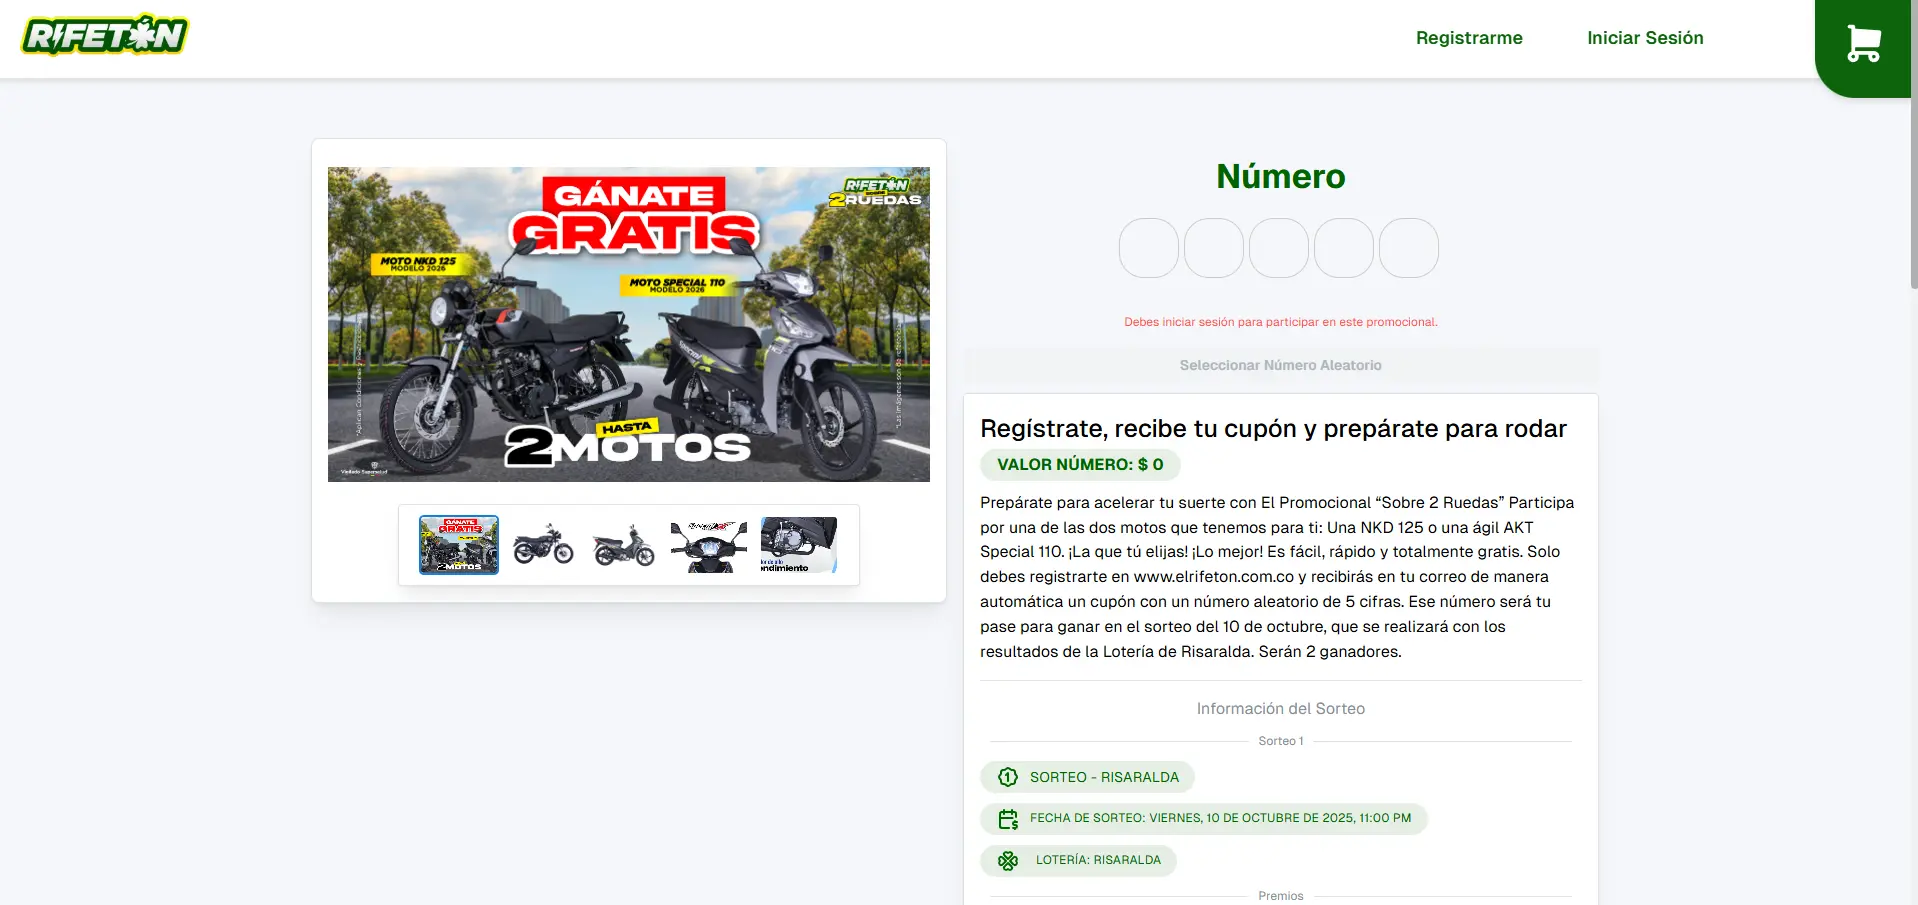 RIFETÓN
Registrarme
Iniciar Sesión
GÁNATE
GRATIS
RIFETÓN
SOBRE
2RUEDAS
MOTO NKD 125
MODELO 2026
MOTO SPECIAL 110
MODELO 2026
HASTA
2MOTOS
Vigilado Supersalud
Número
Debes iniciar sesión para participar en este promocional.
Seleccionar Número Aleatorio
Regístrate, recibe tu cupón y prepárate para rodar
VALOR NÚMERO: $ 0
Prepárate para acelerar tu suerte con El Promocional “Sobre 2 Ruedas” Participa
por una de las dos motos que tenemos para ti: Una NKD 125 o una ágil AKT
Special 110. ¡La que tú elijas! ¡Lo mejor! Es fácil, rápido y totalmente gratis. Solo
debes registrarte en www.elrifeton.com.co y recibirás en tu correo de manera
automática un cupón con un número aleatorio de 5 cifras. Ese número será tu
pase para ganar en el sorteo del 10 de octubre, que se realizará con los
resultados de la Lotería de Risaralda. Serán 2 ganadores.
Información del Sorteo
Sorteo 1
SORTEO - RISARALDA
FECHA DE SORTEO: VIERNES, 10 DE OCTUBRE DE 2025, 11:00 PM
LOTERÍA: RISARALDA
Premios